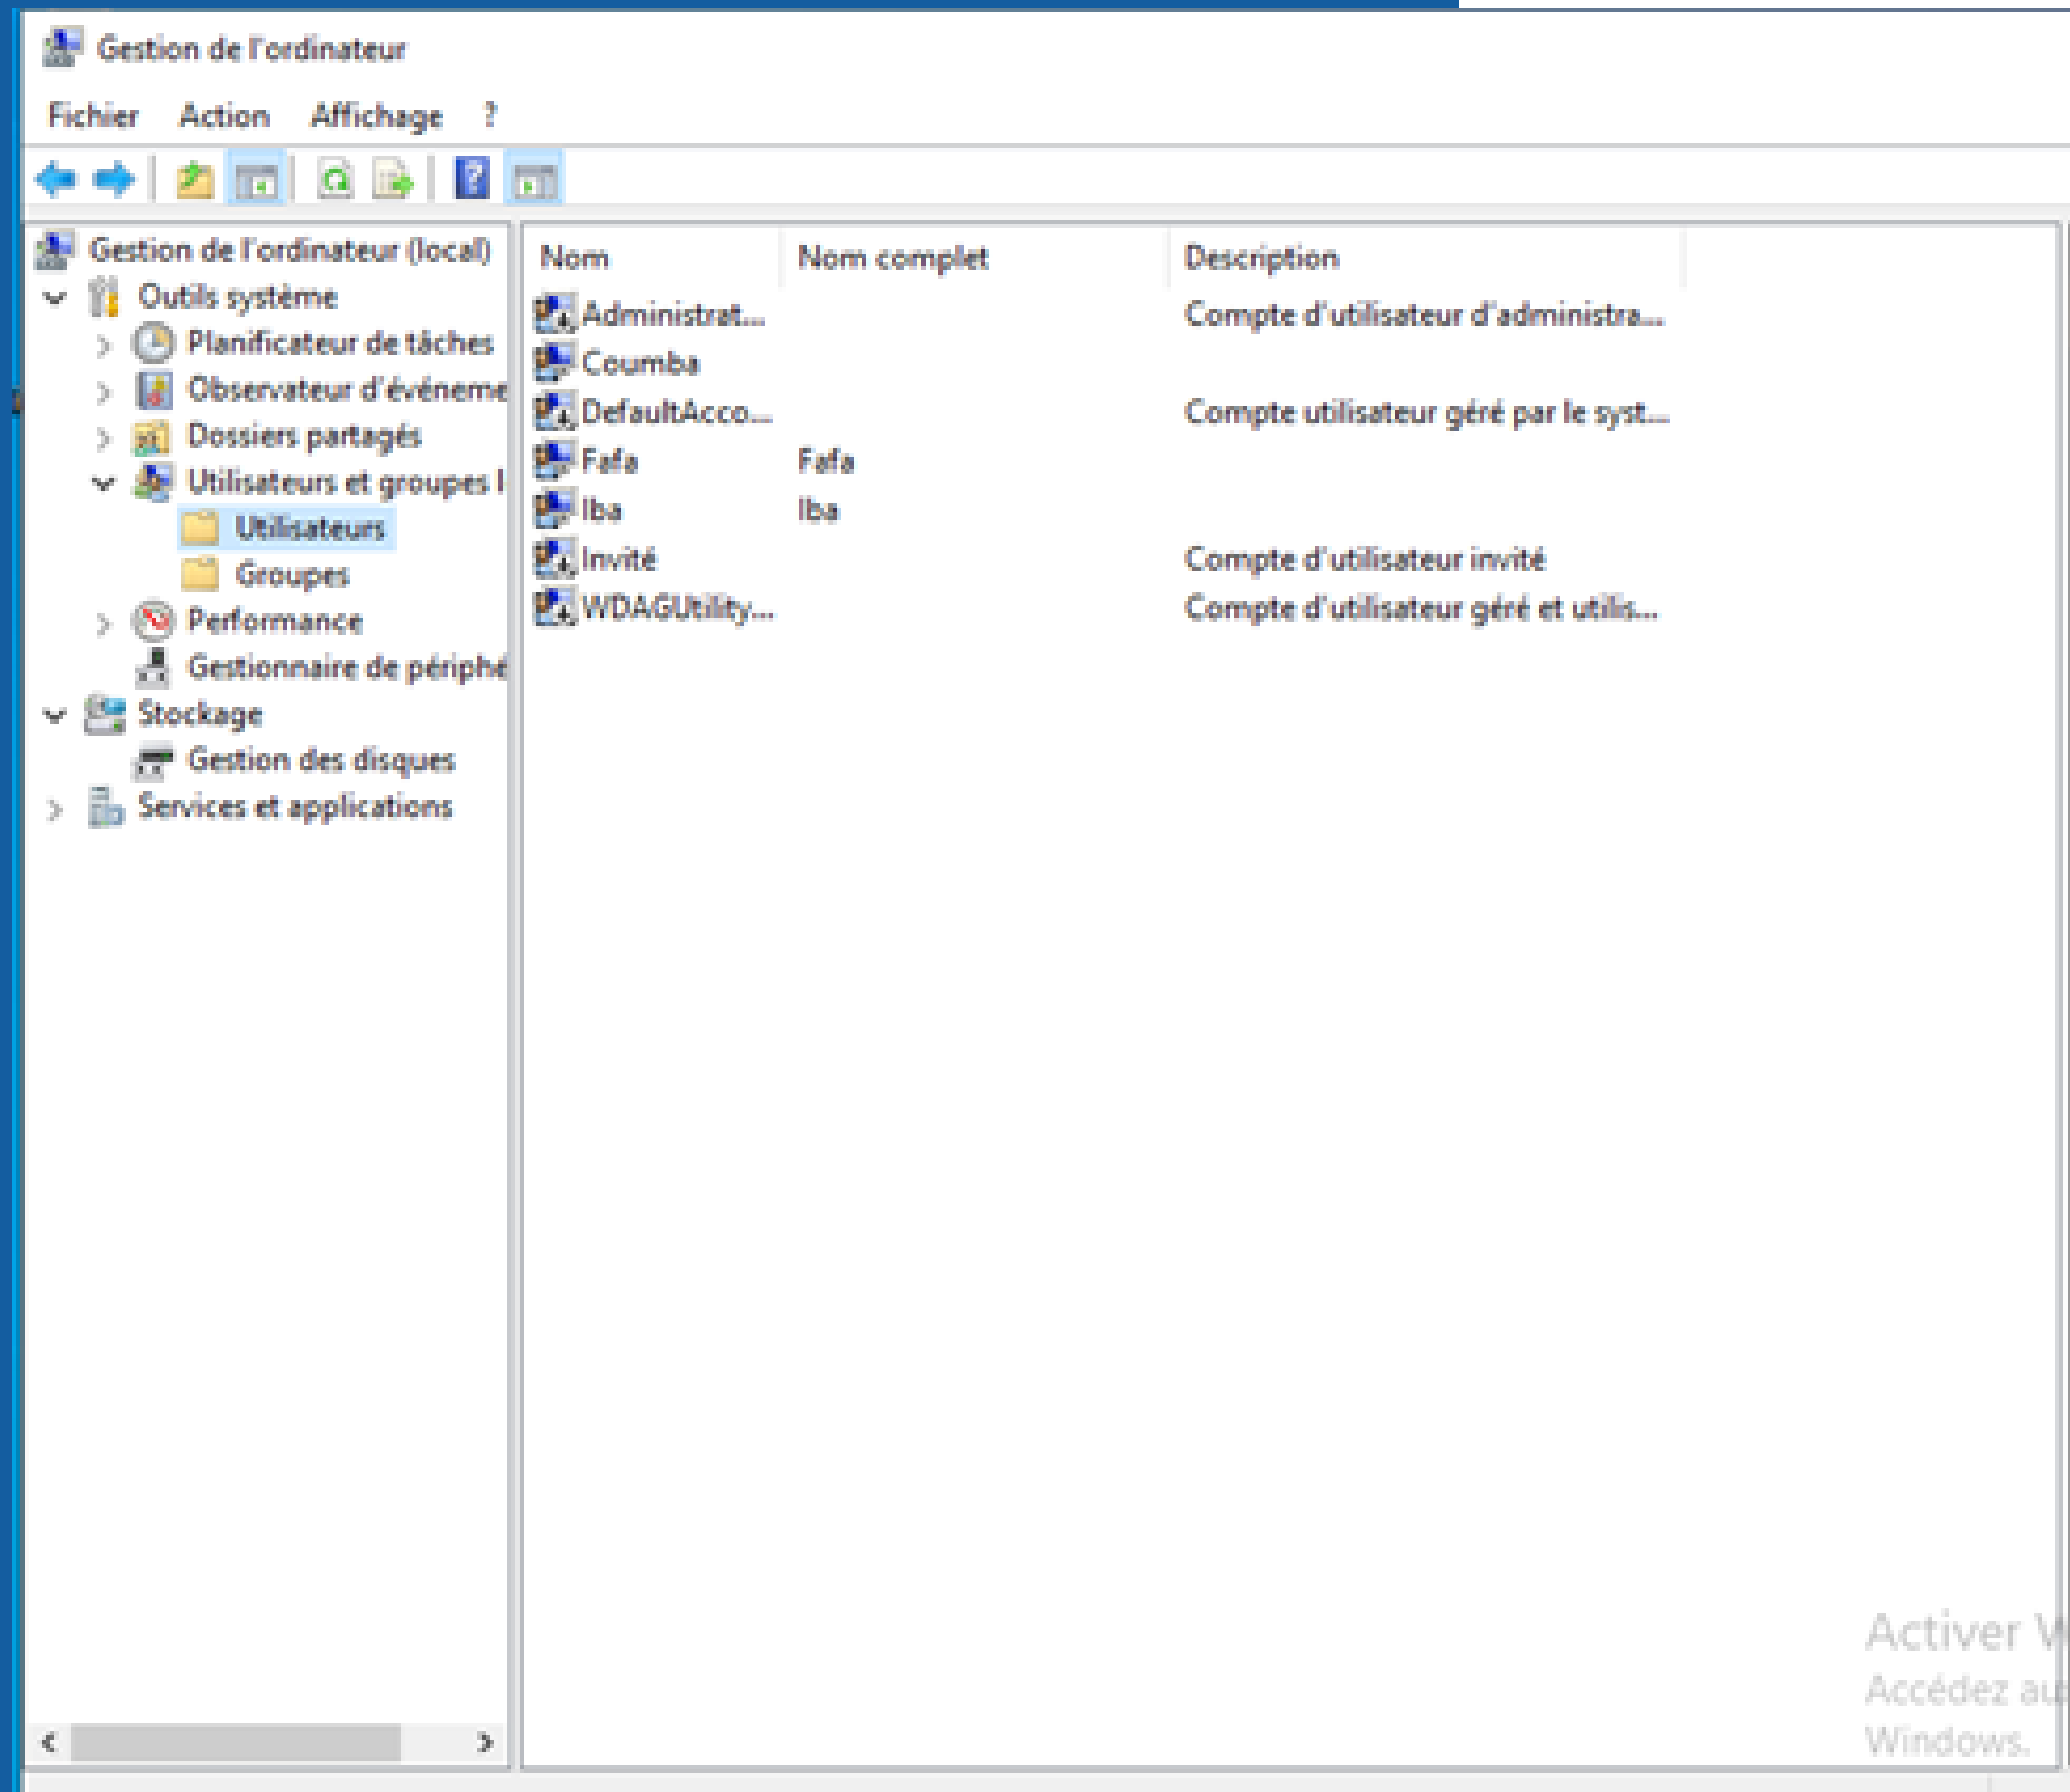 Gestion de l'ordinateur
Fichier Action Affichage ?
Gestion de l'ordinateur (local)
Outils système
Planificateur de tâches
Observateur d'événeme
Dossiers partagés
Utilisateurs et groupes l
Utilisateurs
Groupes
Performance
Gestionnaire de périphé
Stockage
Gestion des disques
Services et applications
Nom Nom complet Description
Administrat... Compte d'utilisateur d'administra...
Coumba
DefaultAcco... Compte utilisateur géré par le syst...
Fafa Fafa
Iba Iba
Invité Compte d'utilisateur invité
WDAGUtility... Compte d'utilisateur géré et utilis...
Activer W
Accédez au
Windows.